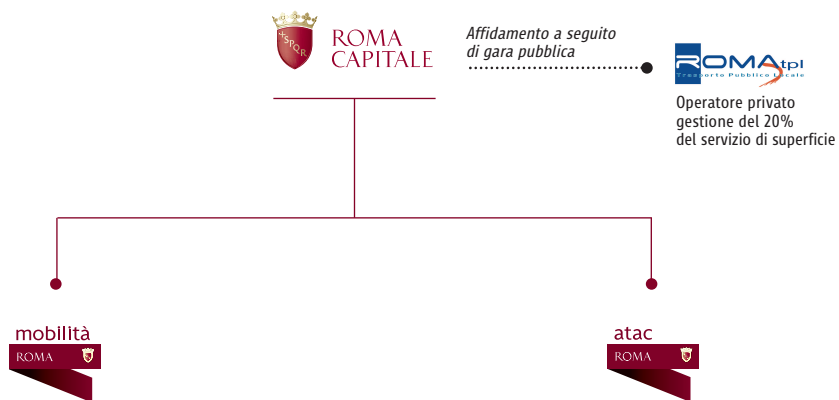 SPQR
ROMA
CAPITALE
Affidamento a seguito
di gara pubblica
ROMA tpl
Trasporto Pubblico Locale
Operatore privato
gestione del 20%
del servizio di superficie
mobilità
ROMA
atac
ROMA